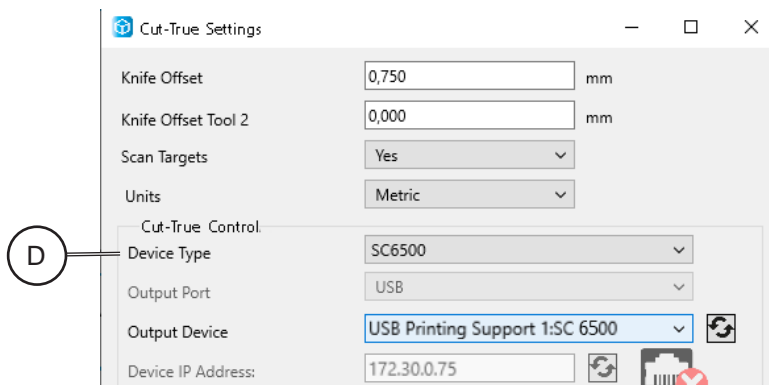 Cut-True Settings
Knife Offset 0,750 mm
Knife Offset Tool 2 0,000 mm
Scan Targets Yes
Units Metric
Cut-True Control
D Device Type SC6500
Output Port USB
Output Device USB Printing Support 1:SC 6500
Device IP Address: 172.30.0.75